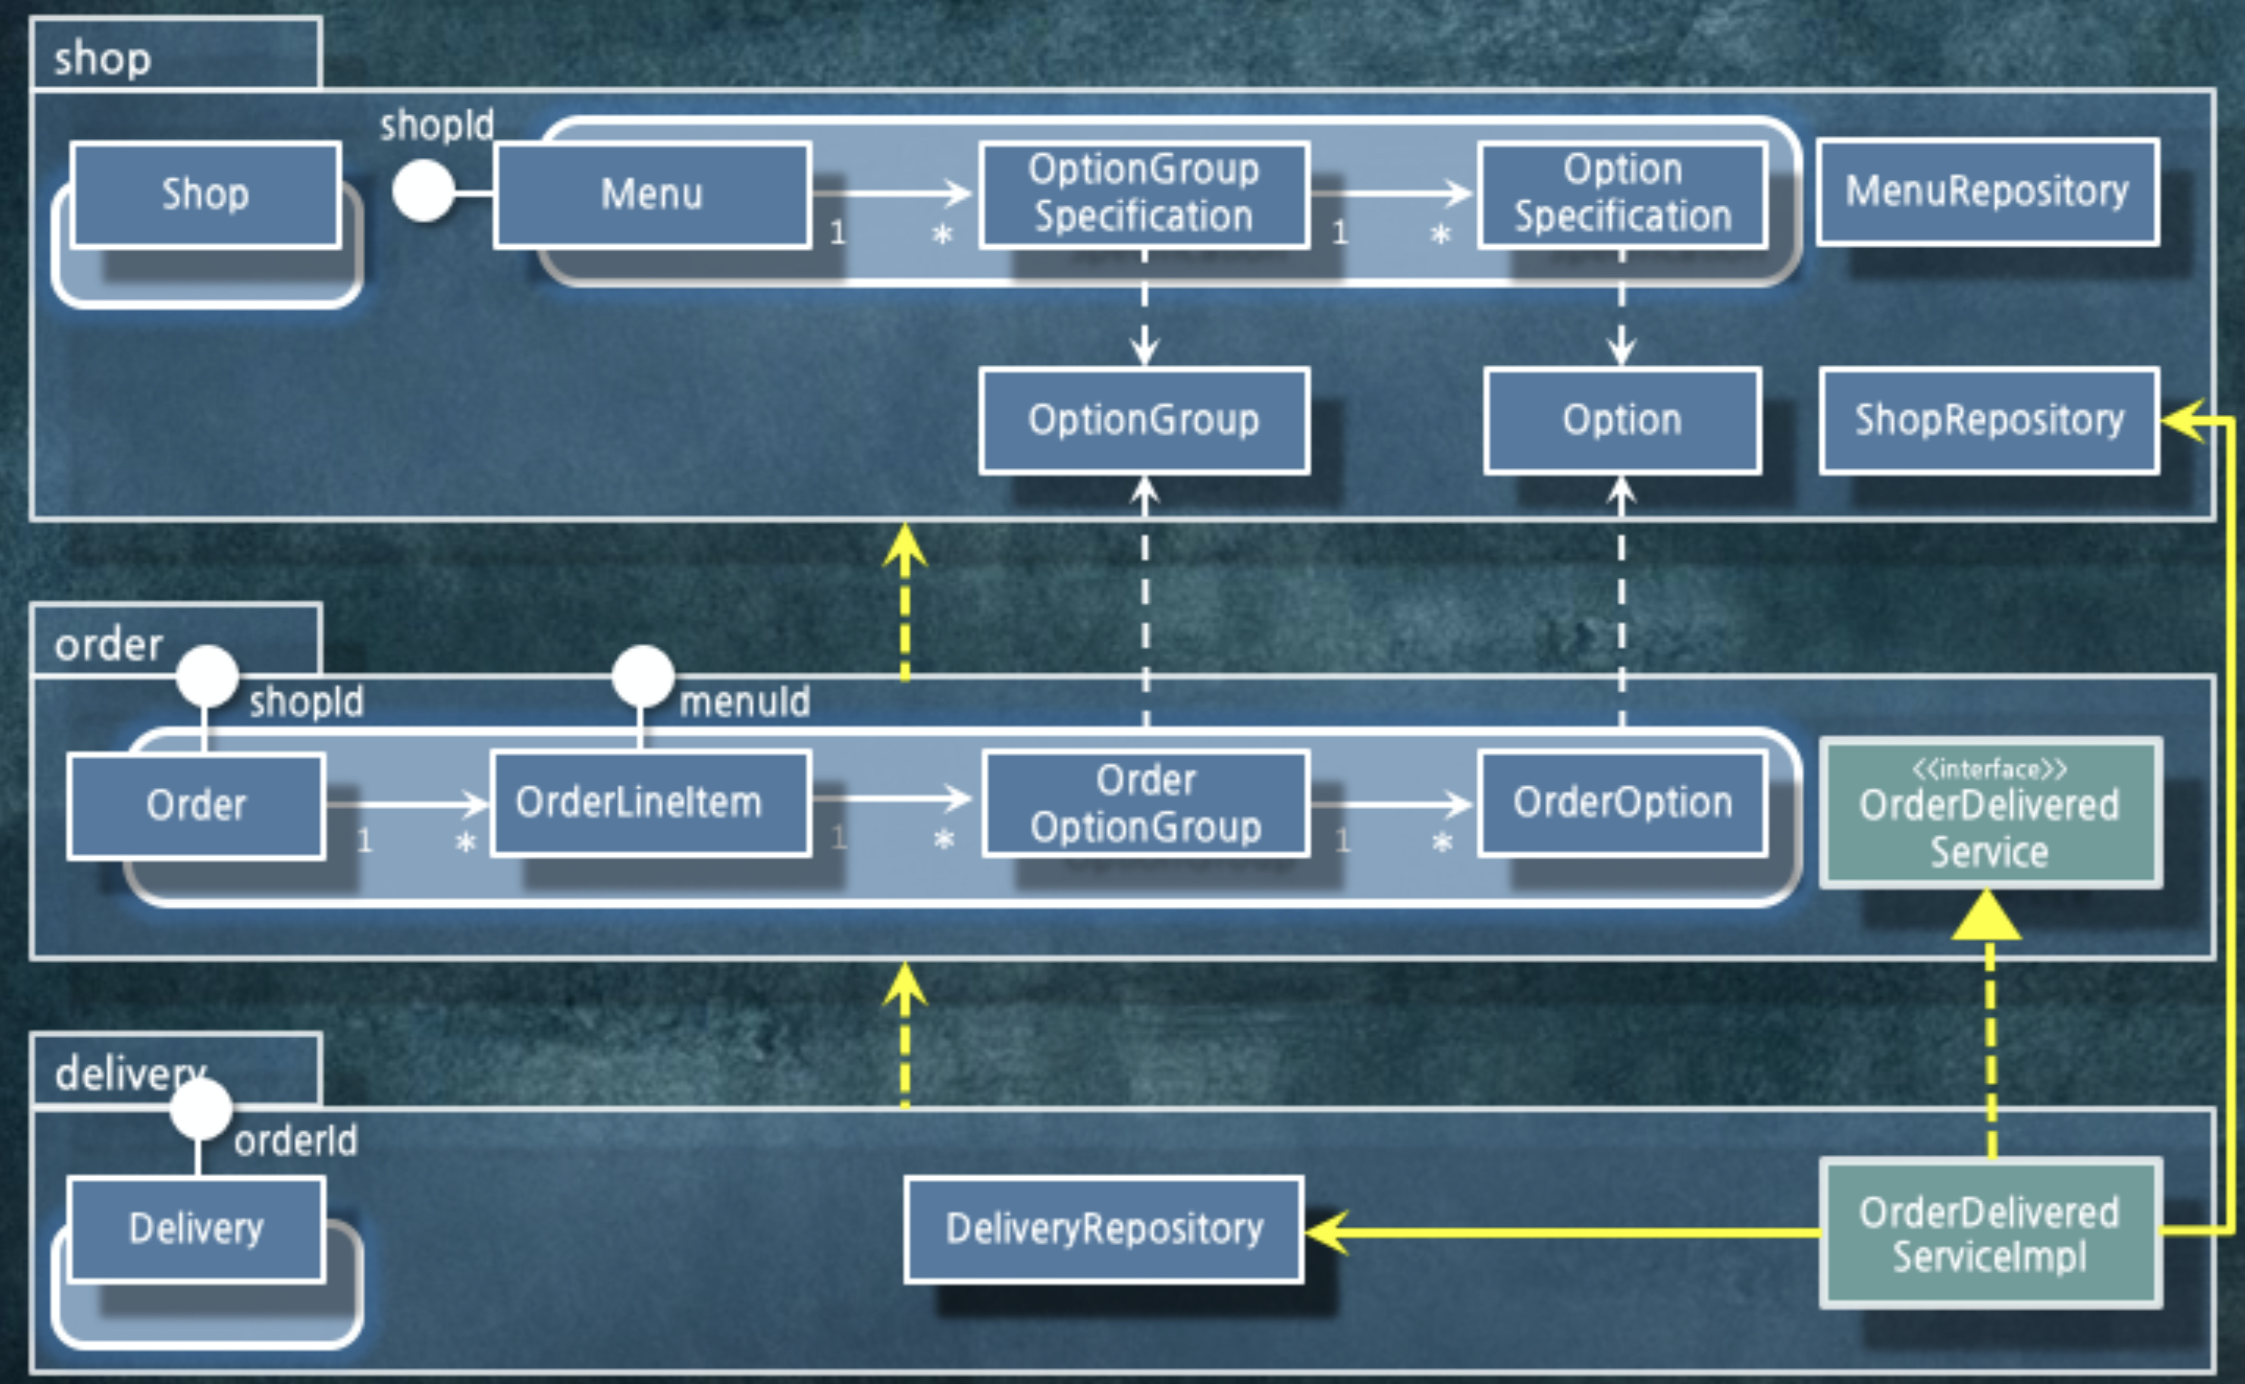 shop
shopId
Shop
Menu
OptionGroup
Specification
Option
Specification
MenuRepository
1
*
1
*
OptionGroup
Option
ShopRepository
order
shopId
menuId
Order
OrderLineItem
Order
OptionGroup
OrderOption
<<interface>>
OrderDelivered
Service
1
*
1
*
1
*
delivery
orderId
Delivery
DeliveryRepository
OrderDelivered
ServiceImpl